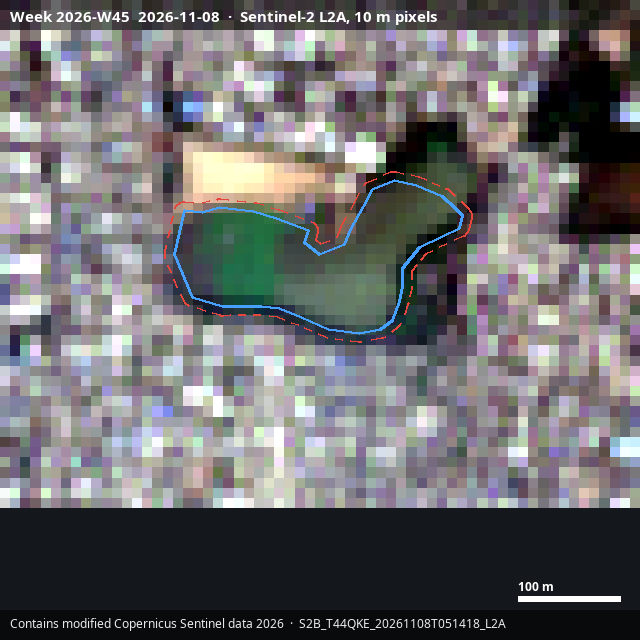 Week 2026-W45  2026-11-08  ·  Sentinel-2 L2A, 10 m pixels
100 m
Contains modified Copernicus Sentinel data 2026  ·  S2B_T44QKE_20261108T051418_L2A